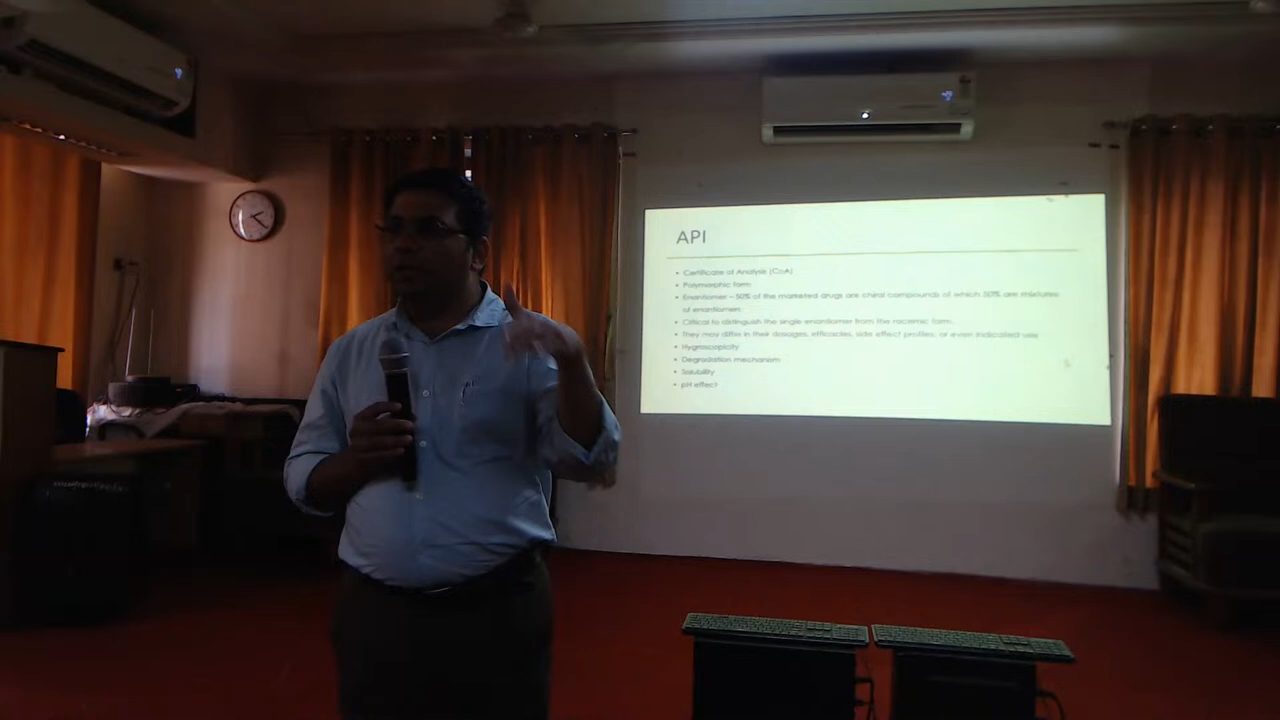 API
• Certificate of Analysis (CoA)
• Polymorphic form
• Enantiomer – 50% of the marketed drugs are chiral compounds of which 50% are mixtures
of enantiomers
• Critical to distinguish the single enantiomer from the racemic form.
• They may differ in their dosages, efficacies, side effect profiles, or even indicated use
• Hygroscopicity
• Degradation mechanism
• Solubility
• pH effect